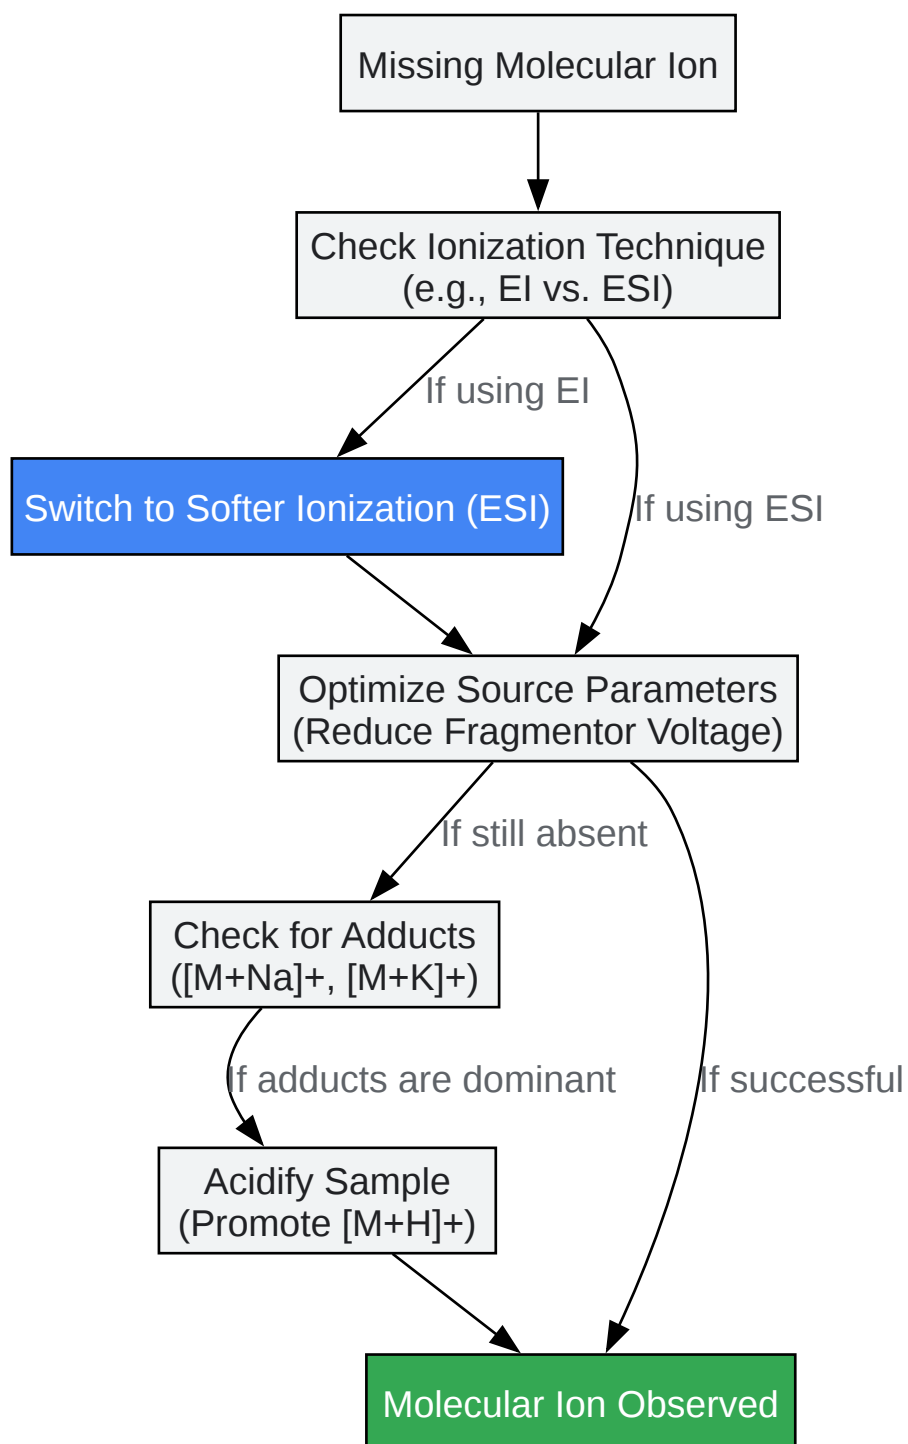 Missing Molecular Ion
Check Ionization Technique
(e.g., EI vs. ESI)
If using EI
Switch to Softer Ionization (ESI)
If using ESI
Optimize Source Parameters
(Reduce Fragmentor Voltage)
If still absent
Check for Adducts
([M+Na]+, [M+K]+)
If adducts are dominant
If successful
Acidify Sample
(Promote [M+H]+)
Molecular Ion Observed